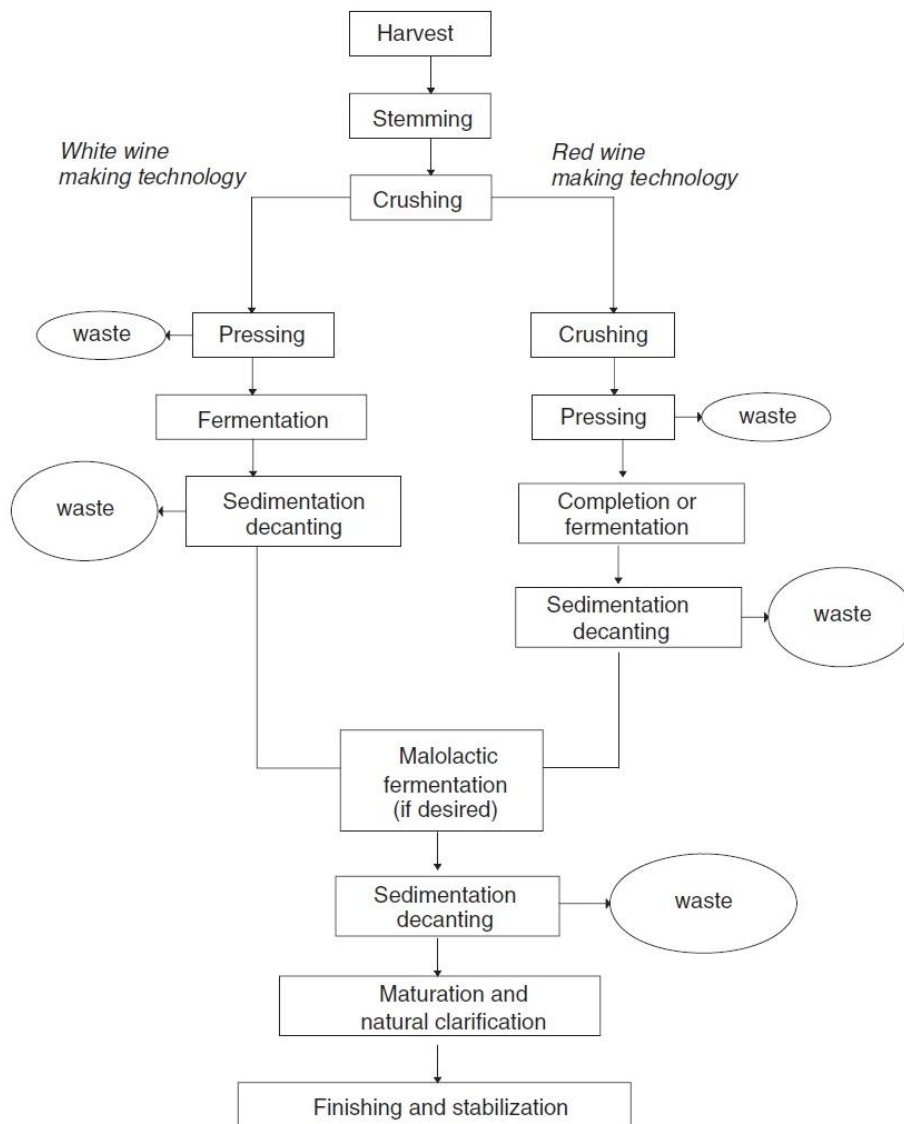 Harvest
Stemming
White wine
making technology
Red wine
making technology
Crushing
waste
Pressing
Crushing
Fermentation
Pressing
waste
waste
Sedimentation
decanting
Completion or
fermentation
Sedimentation
decanting
waste
Malolactic
fermentation
(if desired)
Sedimentation
decanting
waste
Maturation and
natural clarification
Finishing and stabilization